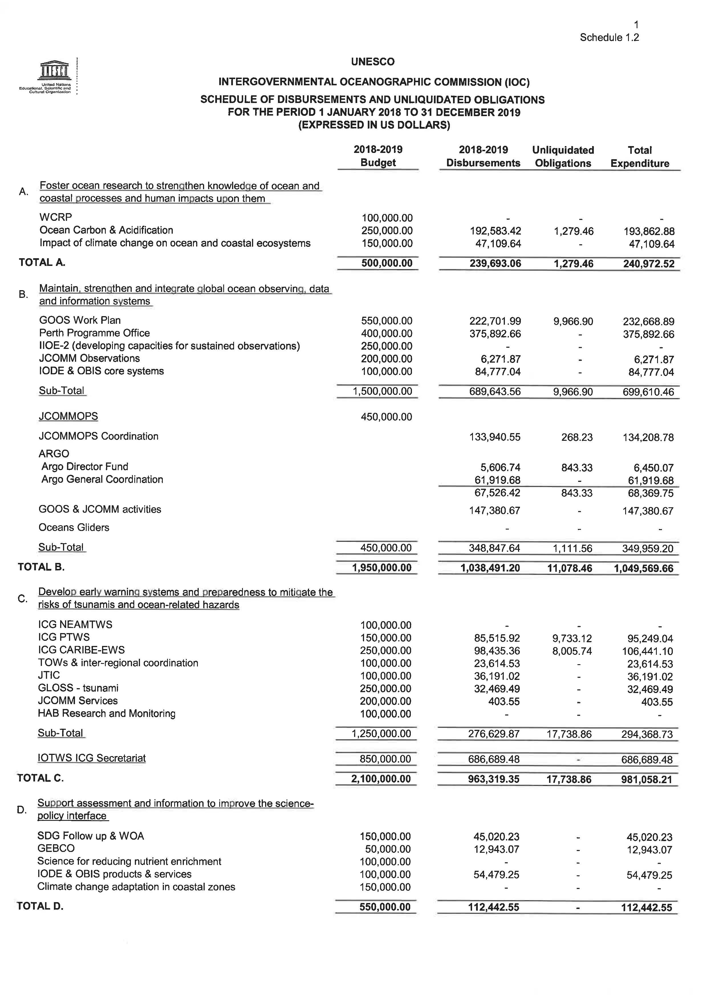 1
Schedule 1.2
UNESCO
United Nations
Educational, Scientific and
Cultural Organization
UNESCO
INTERGOVERNMENTAL OCEANOGRAPHIC COMMISSION (IOC)
SCHEDULE OF DISBURSEMENTS AND UNLIQUIDATED OBLIGATIONS
FOR THE PERIOD 1 JANUARY 2018 TO 31 DECEMBER 2019
(EXPRESSED IN US DOLLARS)
2018-2019 2018-2019 Unliquidated Total
Budget Disbursements Obligations Expenditure
A. Foster ocean research to strengthen knowledge of ocean and
coastal processes and human impacts upon them
WCRP 100,000.00 - - -
Ocean Carbon & Acidification 250,000.00 192,583.42 1,279.46 193,862.88
Impact of climate change on ocean and coastal ecosystems 150,000.00 47,109.64 - 47,109.64
TOTAL A. 500,000.00 239,693.06 1,279.46 240,972.52
B. Maintain, strengthen and integrate global ocean observing, data
and information systems
GOOS Work Plan 550,000.00 222,701.99 9,966.90 232,668.89
Perth Programme Office 400,000.00 375,892.66 - 375,892.66
IIOE-2 (developing capacities for sustained observations) 250,000.00 - - -
JCOMM Observations 200,000.00 6,271.87 - 6,271.87
IODE & OBIS core systems 100,000.00 84,777.04 - 84,777.04
Sub-Total 1,500,000.00 689,643.56 9,966.90 699,610.46
JCOMMOPS 450,000.00
JCOMMOPS Coordination 133,940.55 268.23 134,208.78
ARGO
Argo Director Fund 5,606.74 843.33 6,450.07
Argo General Coordination 61,919.68 - 61,919.68
67,526.42 843.33 68,369.75
GOOS & JCOMM activities 147,380.67 - 147,380.67
Oceans Gliders - - -
Sub-Total 450,000.00 348,847.64 1,111.56 349,959.20
TOTAL B. 1,950,000.00 1,038,491.20 11,078.46 1,049,569.66
C. Develop early warning systems and preparedness to mitigate the
risks of tsunamis and ocean-related hazards
ICG NEAMTWS 100,000.00 - - -
ICG PTWS 150,000.00 85,515.92 9,733.12 95,249.04
ICG CARIBE-EWS 250,000.00 98,435.36 8,005.74 106,441.10
TOWs & inter-regional coordination 100,000.00 23,614.53 - 23,614.53
JTIC 100,000.00 36,191.02 - 36,191.02
GLOSS - tsunami 250,000.00 32,469.49 - 32,469.49
JCOMM Services 200,000.00 403.55 - 403.55
HAB Research and Monitoring 100,000.00 - - -
Sub-Total 1,250,000.00 276,629.87 17,738.86 294,368.73
IOTWS ICG Secretariat 850,000.00 686,689.48 - 686,689.48
TOTAL C. 2,100,000.00 963,319.35 17,738.86 981,058.21
D. Support assessment and information to improve the science-
policy interface
SDG Follow up & WOA 150,000.00 45,020.23 - 45,020.23
GEBCO 50,000.00 12,943.07 - 12,943.07
Science for reducing nutrient enrichment 100,000.00 - - -
IODE & OBIS products & services 100,000.00 54,479.25 - 54,479.25
Climate change adaptation in coastal zones 150,000.00 - - -
TOTAL D. 550,000.00 112,442.55 - 112,442.55